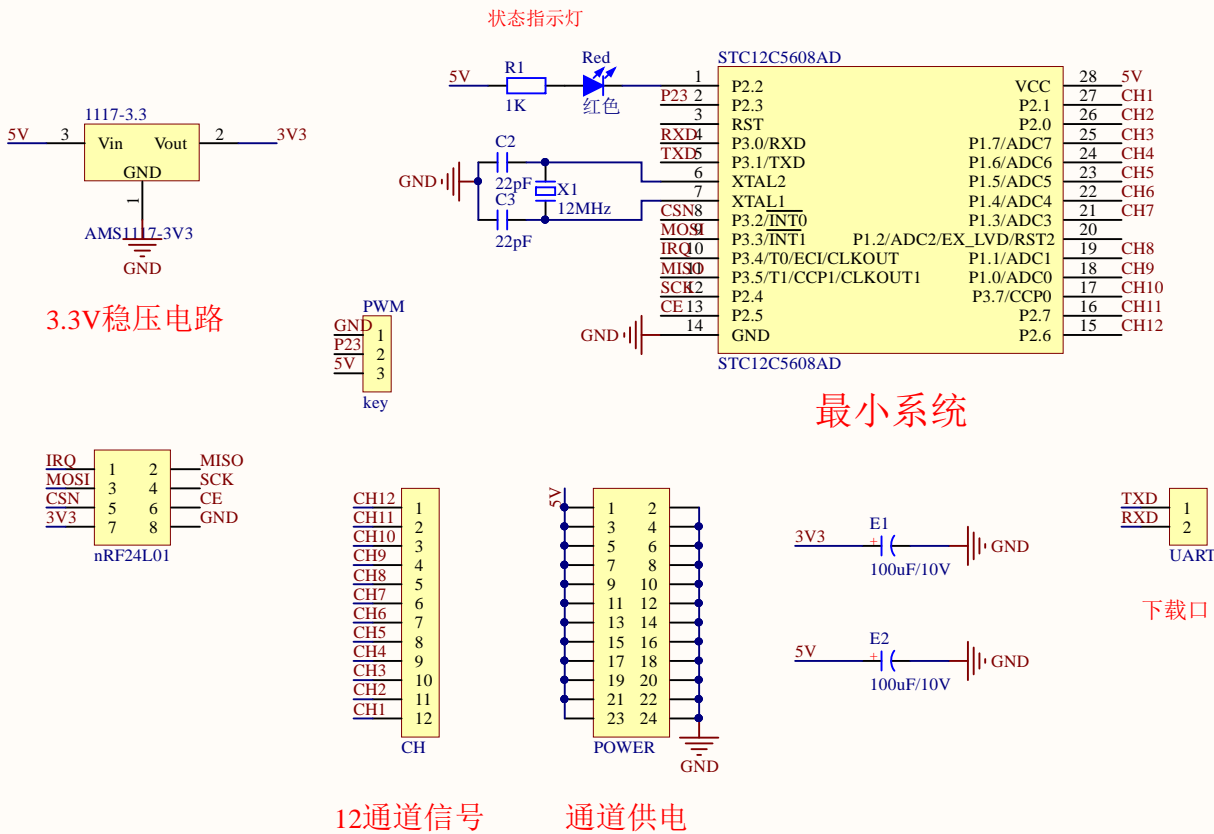 状态指示灯
5V
R1
1K
Red
红色
STC12C5608AD
1 P2.2
P23 2 P2.3
3 RST
RXD 4 P3.0/RXD
TXD 5 P3.1/TXD
6 XTAL2
7 XTAL1
CSN 8 P3.2/INT0
MOSI 9 P3.3/INT1
IRQ 10 P3.4/T0/ECI/CLKOUT
MISO 11 P3.5/T1/CCP1/CLKOUT1
SCK 12 P2.4
CE 13 P2.5
GND 14 GND
VCC 28 5V
P2.1 27 CH1
P2.0 26 CH2
P1.7/ADC7 25 CH3
P1.6/ADC6 24 CH4
P1.5/ADC5 23 CH5
P1.4/ADC4 22 CH6
P1.3/ADC3 21 CH7
P1.2/ADC2/EX_LVD/RST2 20
P1.1/ADC1 19 CH8
P1.0/ADC0 18 CH9
P3.7/CCP0 17 CH10
P2.7 16 CH11
P2.6 15 CH12
STC12C5608AD
最小系统
GND
C2
22pF
C3
22pF
X1
12MHz
1117-3.3
5V 3 Vin Vout 2 3V3
GND
1
AMS1117-3V3
GND
3.3V稳压电路
PWM
GND 1
P23 2
5V 3
key
IRQ 1 2 MISO
MOSI 3 4 SCK
CSN 5 6 CE
3V3 7 8 GND
nRF24L01
CH12 1
CH11 2
CH10 3
CH9 4
CH8 5
CH7 6
CH6 7
CH5 8
CH4 9
CH3 10
CH2 11
CH1 12
CH
12通道信号
5V
1 2
3 4
5 6
7 8
9 10
11 12
13 14
15 16
17 18
19 20
21 22
23 24
POWER
GND
通道供电
3V3
E1
+
100uF/10V
GND
5V
E2
+
100uF/10V
GND
TXD 1
RXD 2
UART
下载口